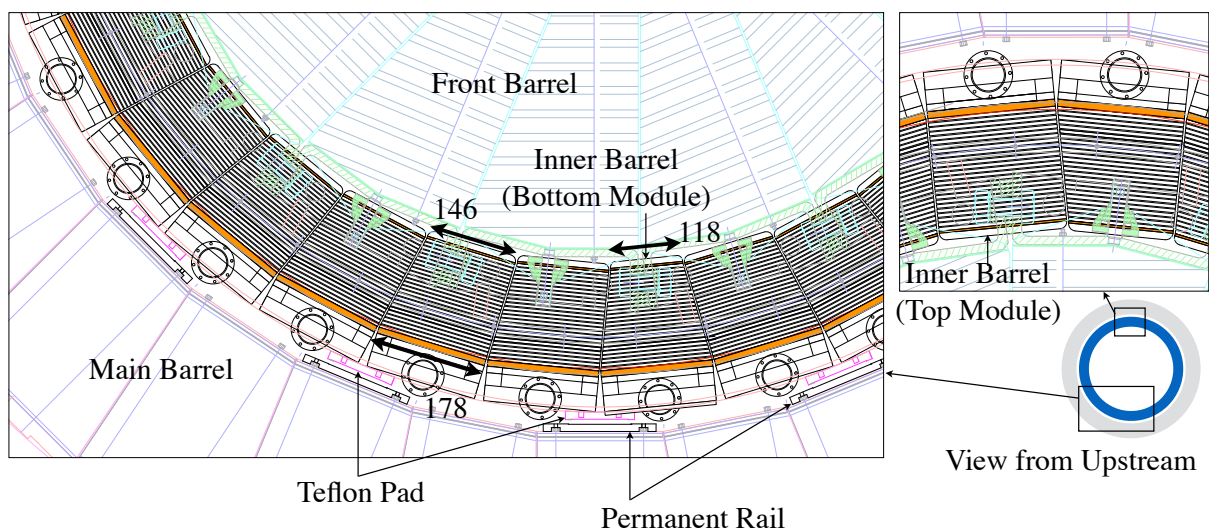 Front Barrel
Inner Barrel
(Bottom Module)
146
118
Inner Barrel
(Top Module)
Main Barrel
178
View from Upstream
Teflon Pad
Permanent Rail